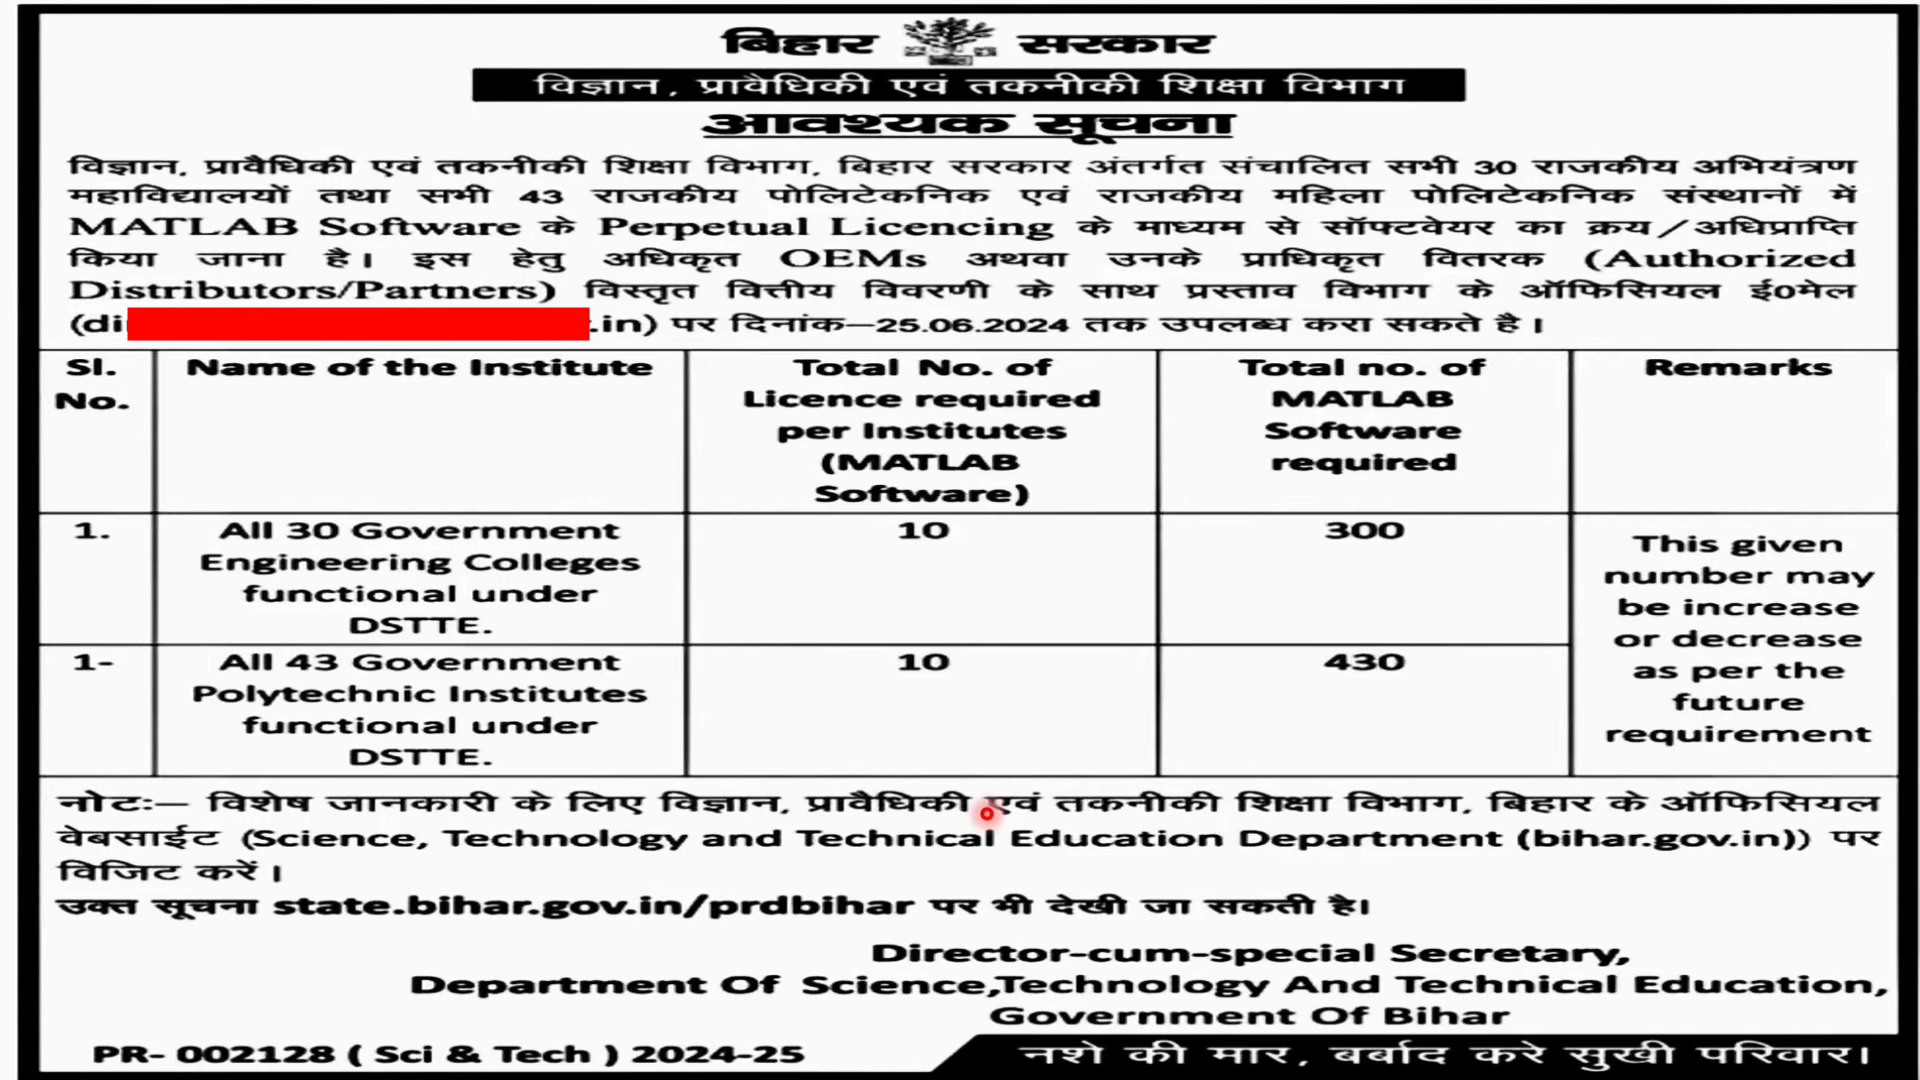 बिहार सरकार
विज्ञान, प्रावैधिकी एवं तकनीकी शिक्षा विभाग
आवश्यक सूचना
विज्ञान, प्रावैधिकी एवं तकनीकी शिक्षा विभाग, बिहार सरकार अंतर्गत संचालित सभी 30 राजकीय अभियंत्रण
महाविद्यालयों तथा सभी 43 राजकीय पोलिटेकनिक एवं राजकीय महिला पोलिटेकनिक संस्थानों में
MATLAB Software के Perpetual Licencing के माध्यम से सॉफ्टवेयर का क्रय/अधिप्राप्ति
किया जाना है। इस हेतु अधिकृत OEMs अथवा उनके प्राधिकृत वितरक (Authorized
Distributors/Partners) विस्तृत वित्तीय विवरणी के साथ प्रस्ताव विभाग के ऑफिसियल ई0मेल
(di .in) पर दिनांक–25.06.2024 तक उपलब्ध करा सकते है।
Sl. No.
Name of the Institute
Total No. of
Licence required
per Institutes
(MATLAB
Software)
Total no. of
MATLAB
Software
required
Remarks
1.
All 30 Government
Engineering Colleges
functional under
DSTTE.
10
300
This given
number may
be increase
or decrease
as per the
future
requirement
1-
All 43 Government
Polytechnic Institutes
functional under
DSTTE.
10
430
नोटः– विशेष जानकारी के लिए विज्ञान, प्रावैधिकी एवं तकनीकी शिक्षा विभाग, बिहार के ऑफिसियल
वेबसाईट (Science, Technology and Technical Education Department (bihar.gov.in)) पर
विजिट करें।
उक्त सूचना state.bihar.gov.in/prdbihar पर भी देखी जा सकती है।
Director-cum-special Secretary,
Department Of Science,Technology And Technical Education,
Government Of Bihar
PR- 002128 ( Sci & Tech ) 2024-25
नशे की मार, बर्बाद करे सुखी परिवार।